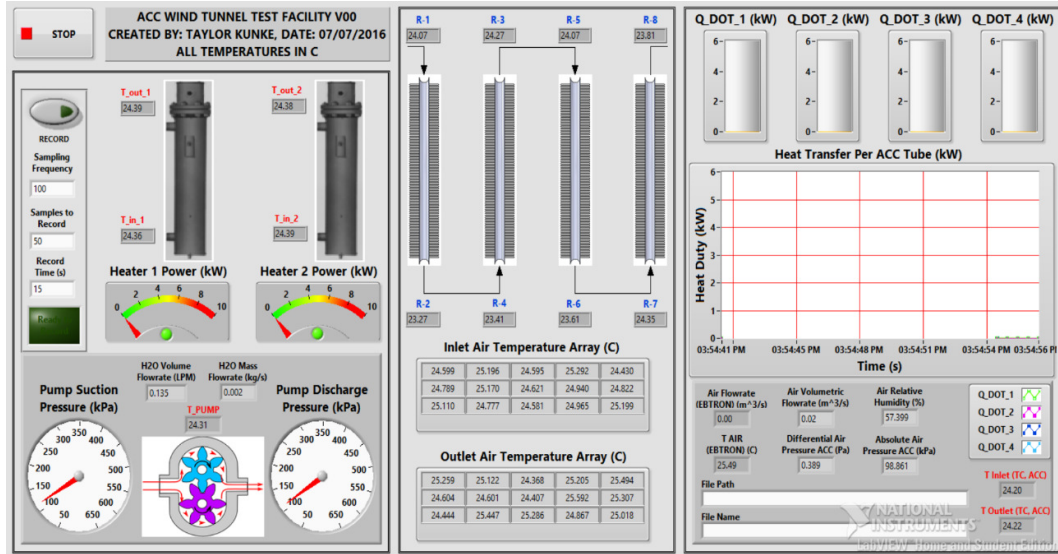 STOP
ACC WIND TUNNEL TEST FACILITY V00
CREATED BY: TAYLOR KUNKE, DATE: 07/07/2016
ALL TEMPERATURES IN C
RECORD
Sampling
Frequency
100
Samples to
Record
50
Record
Time (s)
15
T_out_1
24.39
T_out_2
24.38
T_in_1
24.36
T_in_2
24.39
Heater 1 Power (kW)
0 2 4 6 8 10
Heater 2 Power (kW)
0 2 4 6 8 10
Pump Suction
Pressure (kPa)
50 100 150 200 250 300 350 400 450 500 550 600 650
H2O Volume
Flowrate (LPM)
0.135
H2O Mass
Flowrate (kg/s)
0.002
T_PUMP
24.31
Pump Discharge
Pressure (kPa)
50 100 150 200 250 300 350 400 450 500 550 600 650
R-1 R-3 R-5 R-8
24.07 24.27 24.07 23.81
R-2 R-4 R-6 R-7
23.27 23.41 23.61 24.35
Inlet Air Temperature Array (C)
24.599 25.196 24.595 25.292 24.430
24.789 25.170 24.621 24.940 24.822
25.110 24.777 24.581 24.965 25.199
Outlet Air Temperature Array (C)
25.259 25.122 24.368 25.205 25.494
24.604 24.601 24.407 25.592 25.307
24.444 25.447 25.286 24.867 25.018
Q_DOT_1 (kW) Q_DOT_2 (kW) Q_DOT_3 (kW) Q_DOT_4 (kW)
6 6 6 6
4 4 4 4
2 2 2 2
0 0 0 0
Heat Transfer Per ACC Tube (kW)
Heat Duty (kW)
6
5
4
3
2
1
0
03:54:41 PM 03:54:45 PM 03:54:48 PM 03:54:51 PM 03:54:54 PM 03:54:56 PM
Time (s)
Air Flowrate
(EBTRON) (m^3/s)
0.00
Air Volumetric
Flowrate (m^3/s)
0.02
Air Relative
Humidity (%)
57.399
T AIR
(EBTRON) (C)
25.49
Differential Air
Pressure ACC (Pa)
0.389
Absolute Air
Pressure ACC (kPa)
98.861
Q_DOT_1
Q_DOT_2
Q_DOT_3
Q_DOT_4
T Inlet (TC, ACC)
24.20
T Outlet (TC, ACC)
24.22
File Path
File Name
NATIONAL
INSTRUMENTS
LabVIEW Home and Student Edition